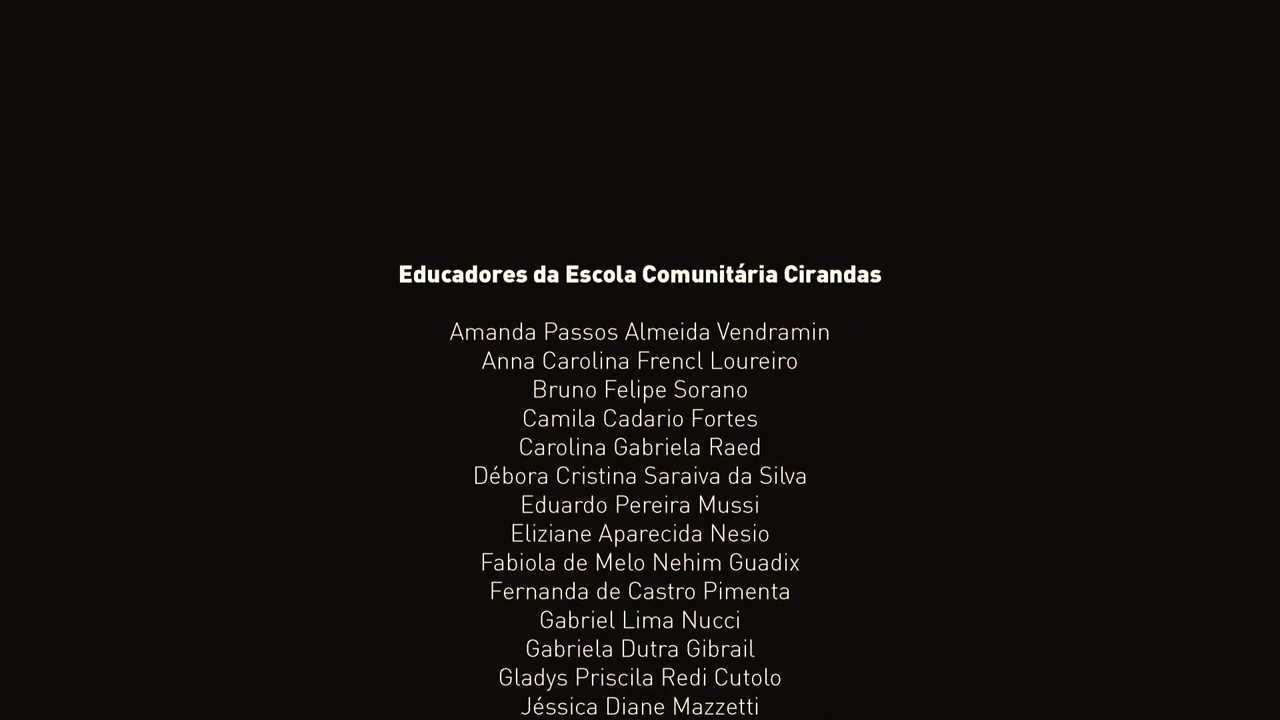 Educadores da Escola Comunitária Cirandas
Amanda Passos Almeida Vendramin
Anna Carolina Frencl Loureiro
Bruno Felipe Sorano
Camila Cadario Fortes
Carolina Gabriela Raed
Débora Cristina Saraiva da Silva
Eduardo Pereira Mussi
Eliziane Aparecida Nesio
Fabiola de Melo Nehim Guadix
Fernanda de Castro Pimenta
Gabriel Lima Nucci
Gabriela Dutra Gibrail
Gladys Priscila Redi Cutolo
Jéssica Diane Mazzetti